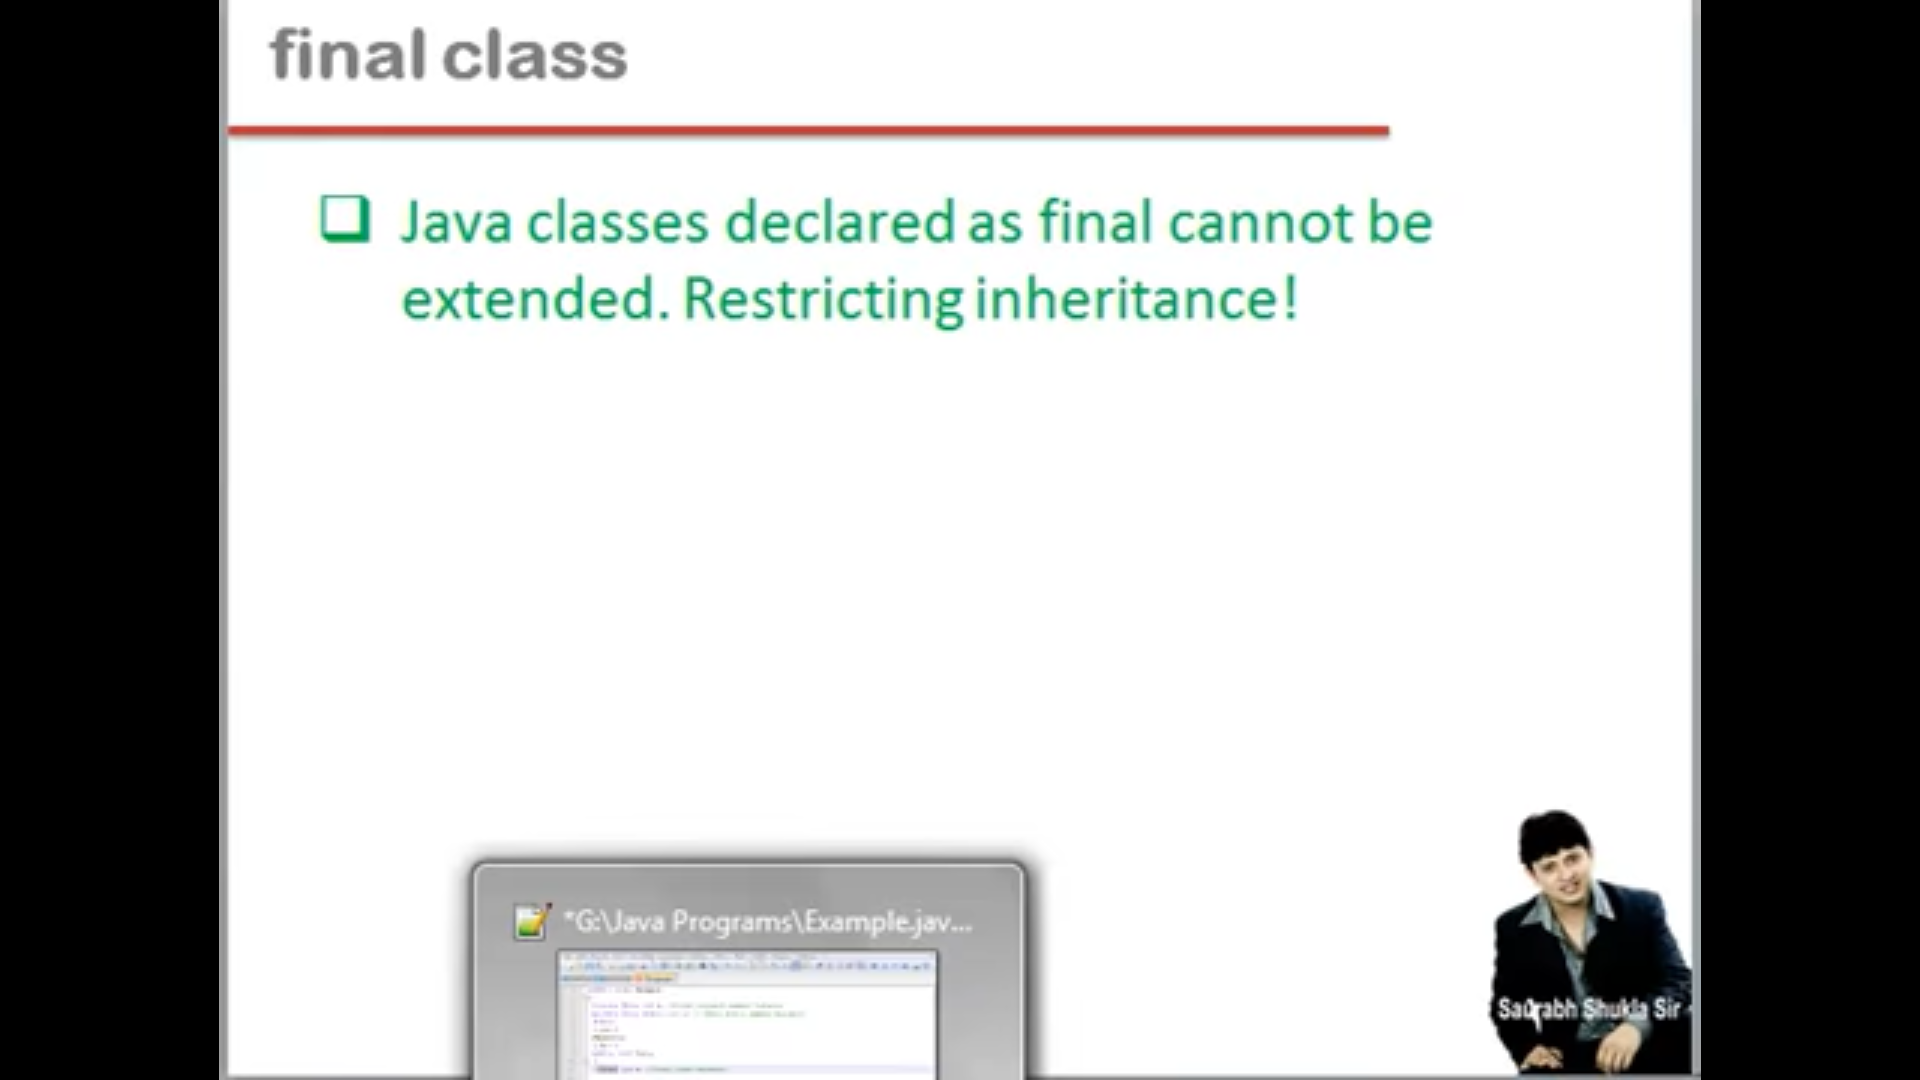 final class
Java classes declared as final cannot be
extended. Restricting inheritance!
*G:\Java Programs\Example.jav...
Saurabh Shukla Sir